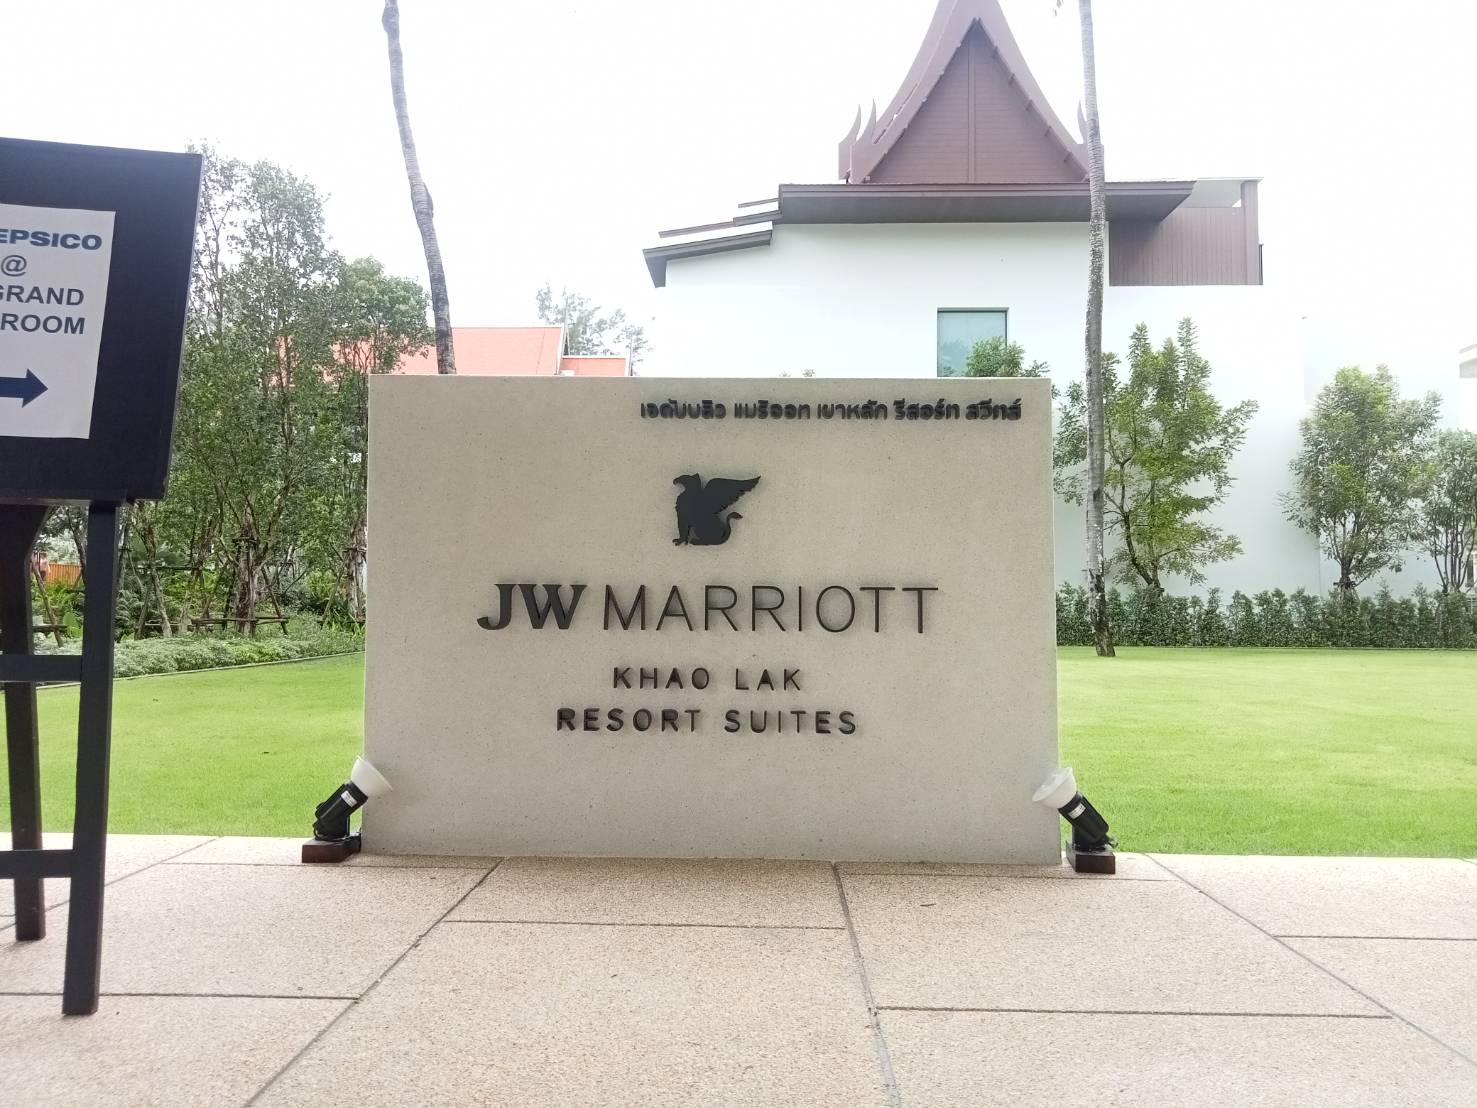 EPSICO
@
GRAND
ROOM
เจดับบลิว แมริออท เขาหลัก รีสอร์ท สวีทส์
JW MARRIOTT
KHAO LAK
RESORT SUITES